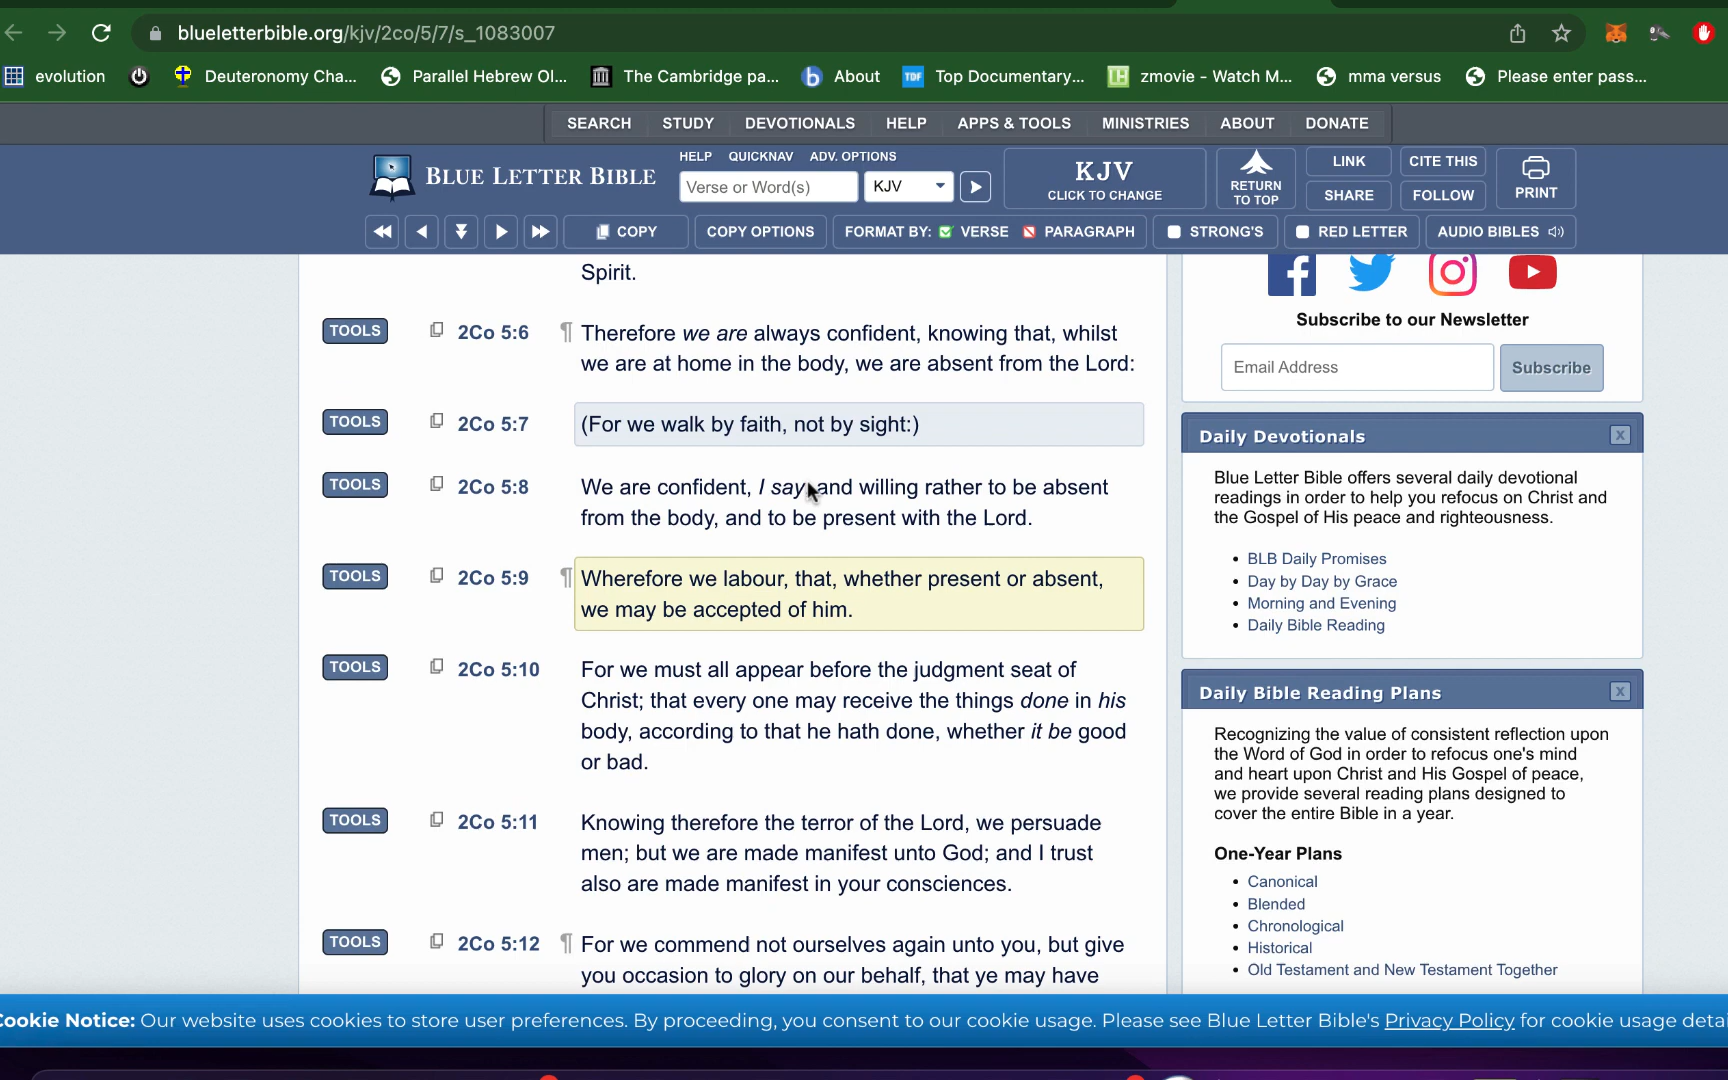 blueletterbible.org/kjv/2co/5/7/s_1083007
evolution
Deuteronomy Cha...
Parallel Hebrew Ol...
The Cambridge pa...
About
Top Documentary...
zmovie - Watch M...
mma versus
Please enter pass...
SEARCH STUDY DEVOTIONALS HELP APPS & TOOLS MINISTRIES ABOUT DONATE
BLUE LETTER BIBLE
HELP QUICKNAV ADV. OPTIONS
Verse or Word(s)
KJV
KJV
CLICK TO CHANGE
RETURN
TO TOP
LINK
CITE THIS
SHARE
FOLLOW
PRINT
COPY
COPY OPTIONS
FORMAT BY: VERSE PARAGRAPH
STRONG'S
RED LETTER
AUDIO BIBLES
Spirit.
TOOLS 2Co 5:6 ¶ Therefore we are always confident, knowing that, whilst
we are at home in the body, we are absent from the Lord:
TOOLS 2Co 5:7 (For we walk by faith, not by sight:)
TOOLS 2Co 5:8 We are confident, I say and willing rather to be absent
from the body, and to be present with the Lord.
TOOLS 2Co 5:9 ¶ Wherefore we labour, that, whether present or absent,
we may be accepted of him.
TOOLS 2Co 5:10 For we must all appear before the judgment seat of
Christ; that every one may receive the things done in his
body, according to that he hath done, whether it be good
or bad.
TOOLS 2Co 5:11 Knowing therefore the terror of the Lord, we persuade
men; but we are made manifest unto God; and I trust
also are made manifest in your consciences.
TOOLS 2Co 5:12 ¶ For we commend not ourselves again unto you, but give
you occasion to glory on our behalf, that ye may have
Subscribe to our Newsletter
Email Address
Subscribe
Daily Devotionals
X
Blue Letter Bible offers several daily devotional
readings in order to help you refocus on Christ and
the Gospel of His peace and righteousness.
• BLB Daily Promises
• Day by Day by Grace
• Morning and Evening
• Daily Bible Reading
Daily Bible Reading Plans
X
Recognizing the value of consistent reflection upon
the Word of God in order to refocus one's mind
and heart upon Christ and His Gospel of peace,
we provide several reading plans designed to
cover the entire Bible in a year.
One-Year Plans
• Canonical
• Blended
• Chronological
• Historical
• Old Testament and New Testament Together
Cookie Notice: Our website uses cookies to store user preferences. By proceeding, you consent to our cookie usage. Please see Blue Letter Bible's Privacy Policy for cookie usage detai